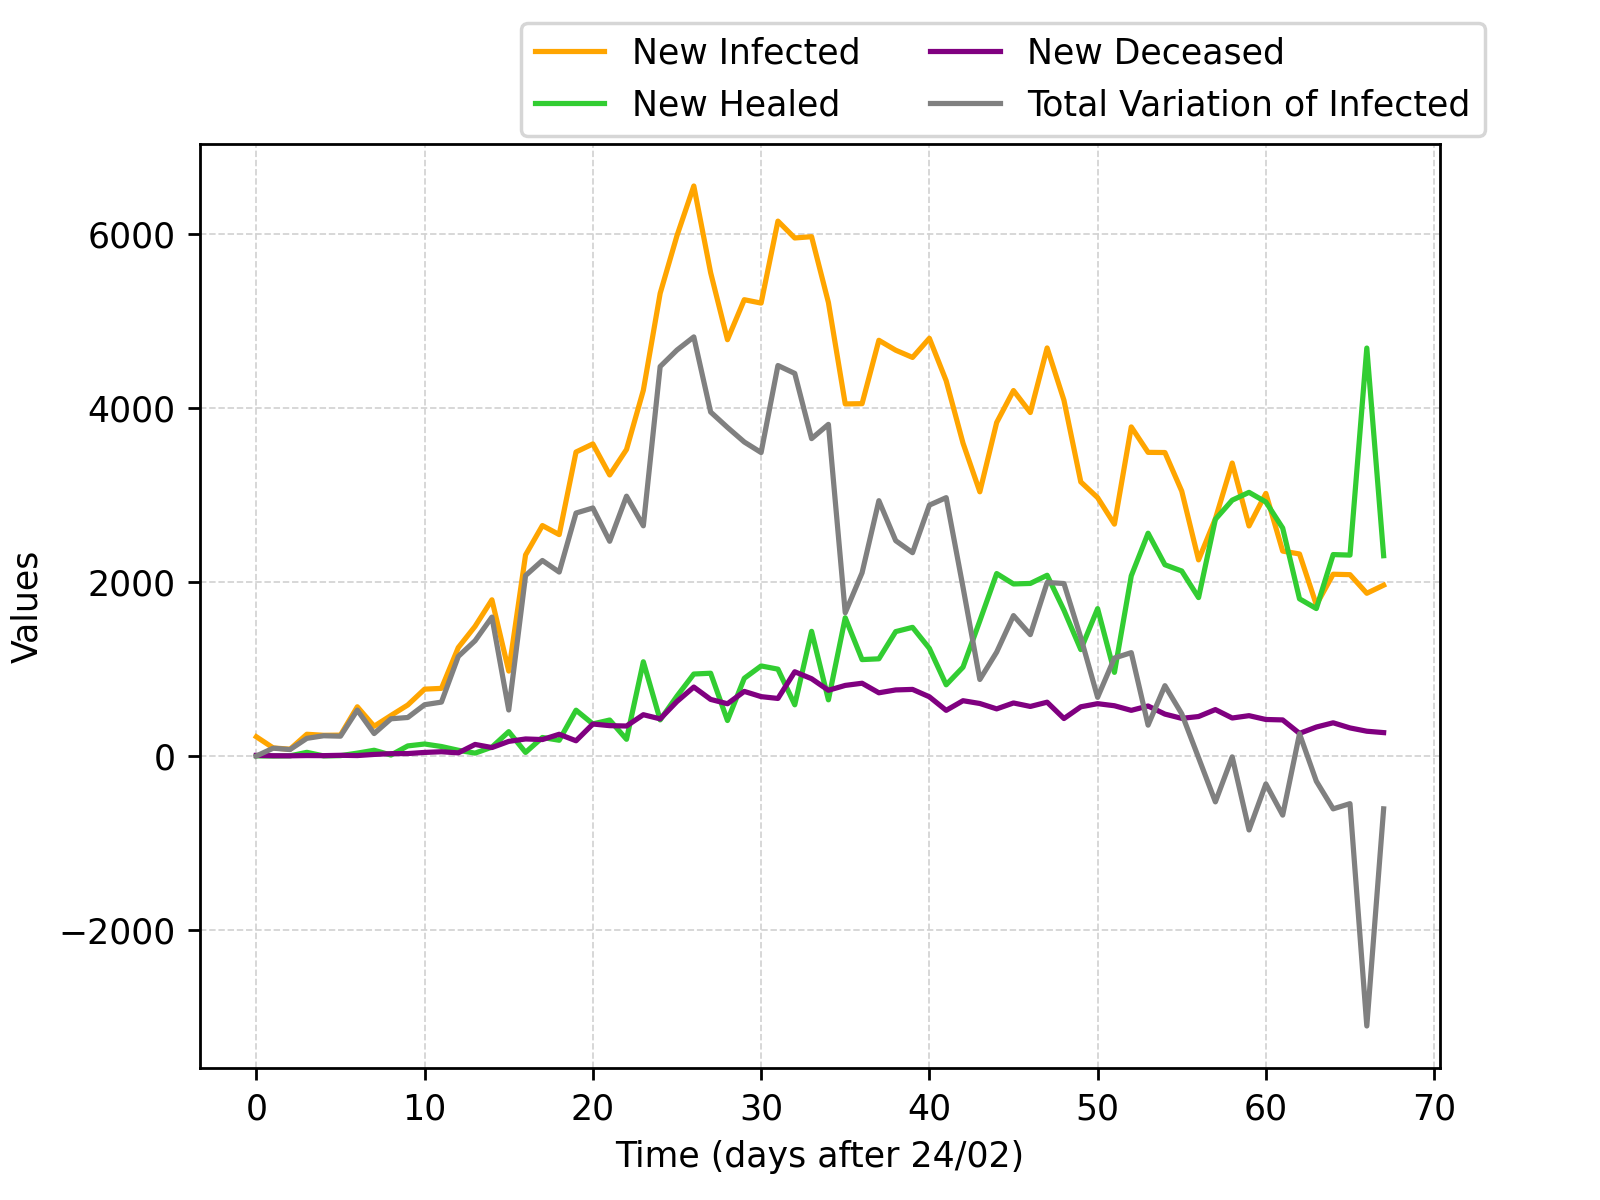 New Infected
New Healed
New Deceased
Total Variation of Infected
6000
4000
2000
0
−2000
Values
0 10 20 30 40 50 60 70
Time (days after 24/02)